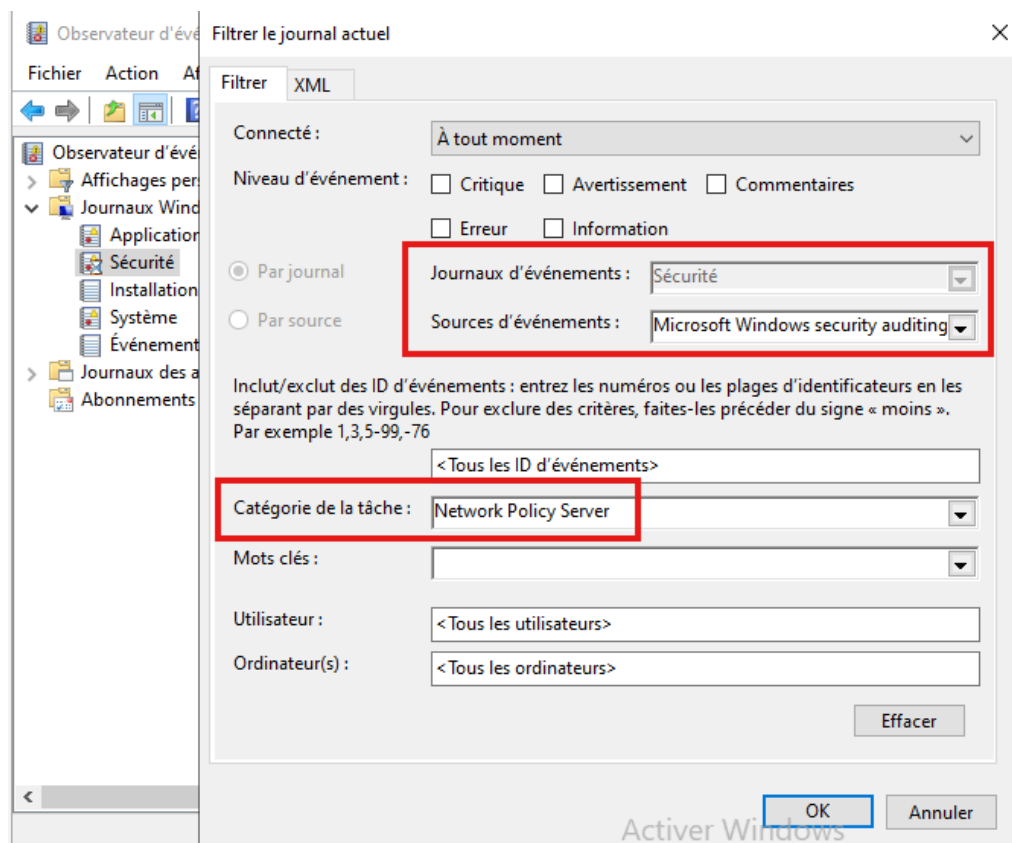 Observateur d'évé
Fichier Action Af
Observateur d'évé
Affichages per
Journaux Wind
Application
Sécurité
Installation
Système
Événement
Journaux des a
Abonnements
Filtrer le journal actuel
Filtrer XML
Connecté :
À tout moment
Niveau d'événement :
Critique Avertissement Commentaires
Erreur Information
Par journal
Journaux d'événements :
Sécurité
Par source
Sources d'événements :
Microsoft Windows security auditing
Inclut/exclut des ID d'événements : entrez les numéros ou les plages d'identificateurs en les
séparant par des virgules. Pour exclure des critères, faites-les précéder du signe « moins ».
Par exemple 1,3,5-99,-76
<Tous les ID d'événements>
Catégorie de la tâche :
Network Policy Server
Mots clés :
Utilisateur :
<Tous les utilisateurs>
Ordinateur(s) :
<Tous les ordinateurs>
Effacer
OK Annuler
Activer Windows